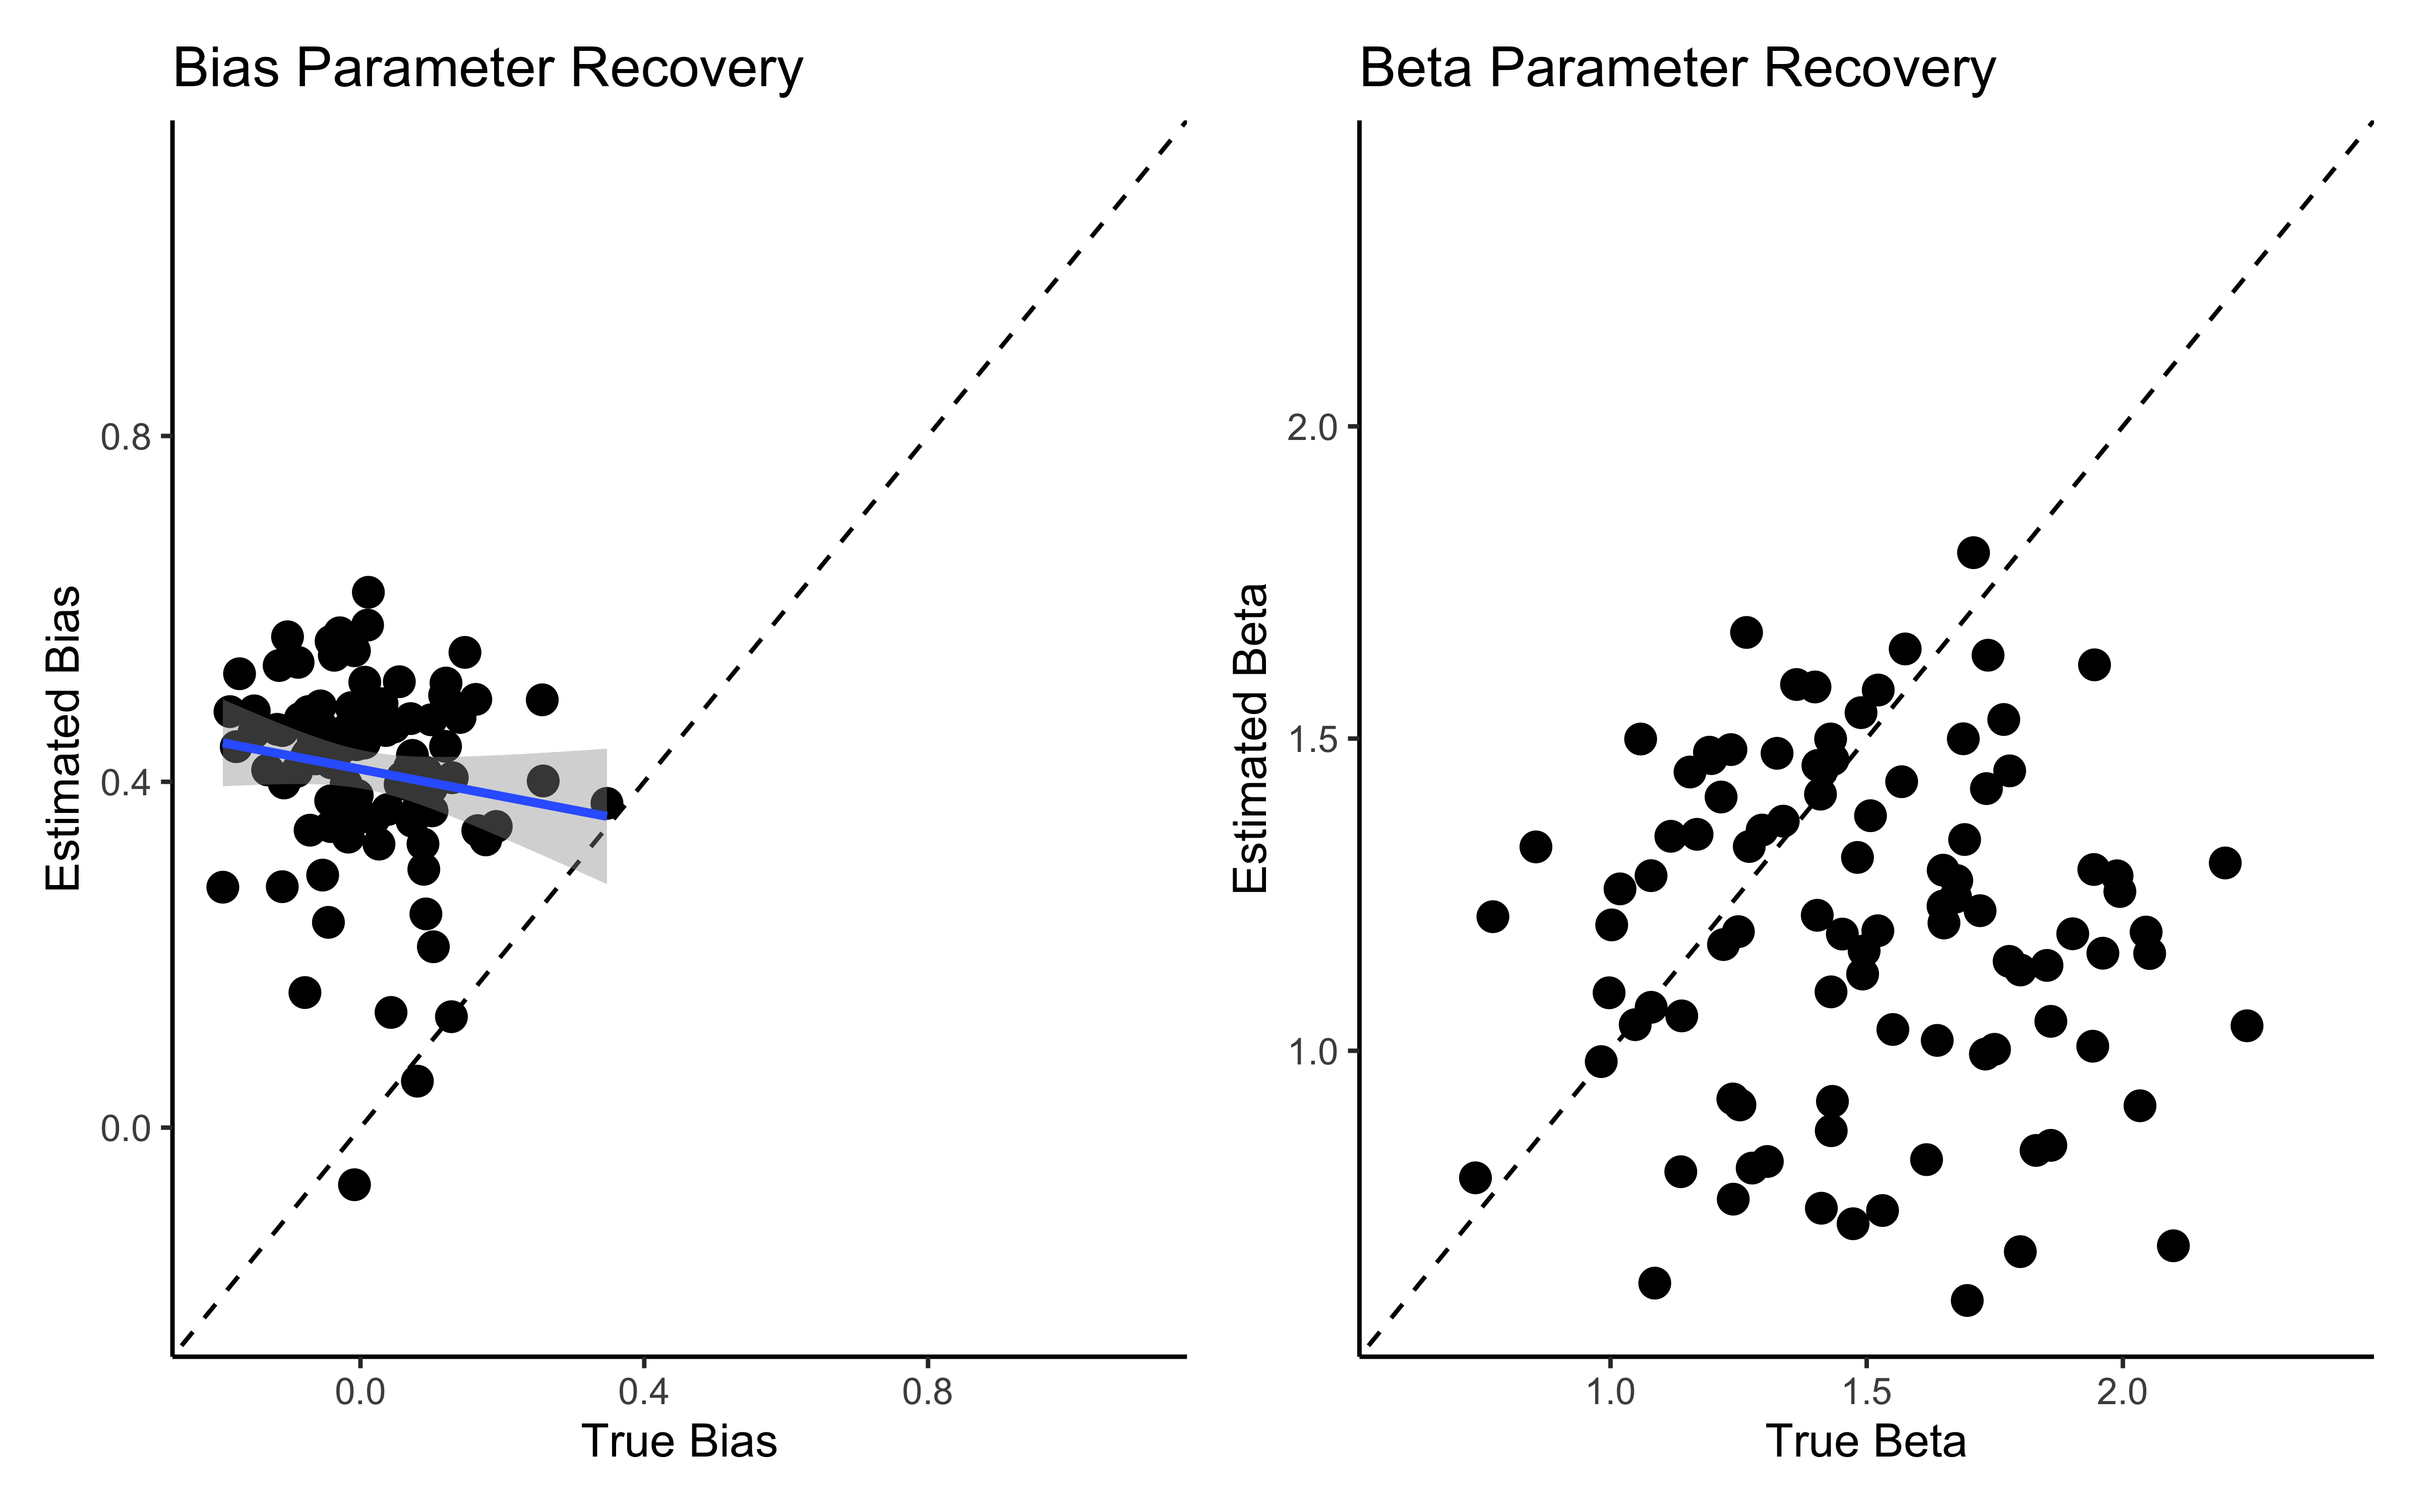 Bias Parameter Recovery
Estimated Bias
0.8
0.4
0.0
0.0 0.4 0.8
True Bias
Beta Parameter Recovery
Estimated Beta
2.0
1.5
1.0
1.0 1.5 2.0
True Beta